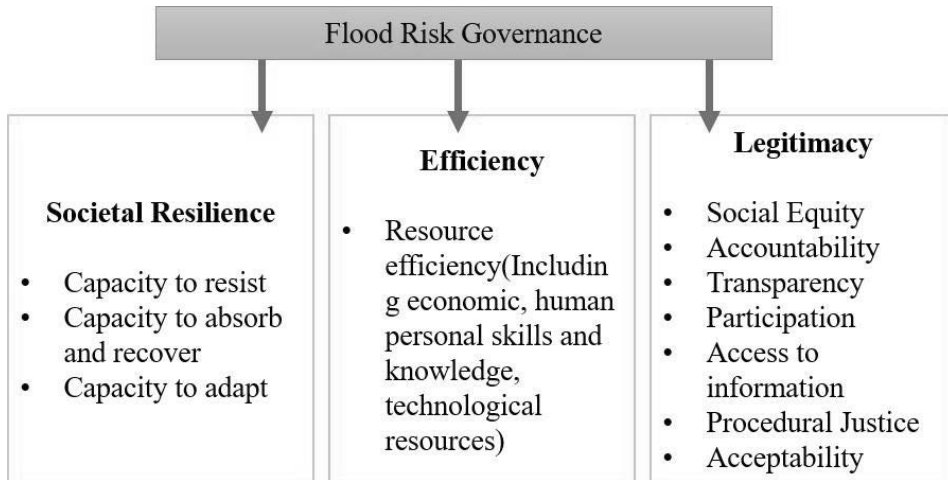 Flood Risk Governance
Societal Resilience
• Capacity to resist
• Capacity to absorb
and recover
• Capacity to adapt
Efficiency
• Resource
efficiency(Includin
g economic, human
personal skills and
knowledge,
technological
resources)
Legitimacy
• Social Equity
• Accountability
• Transparency
• Participation
• Access to
information
• Procedural Justice
• Acceptability